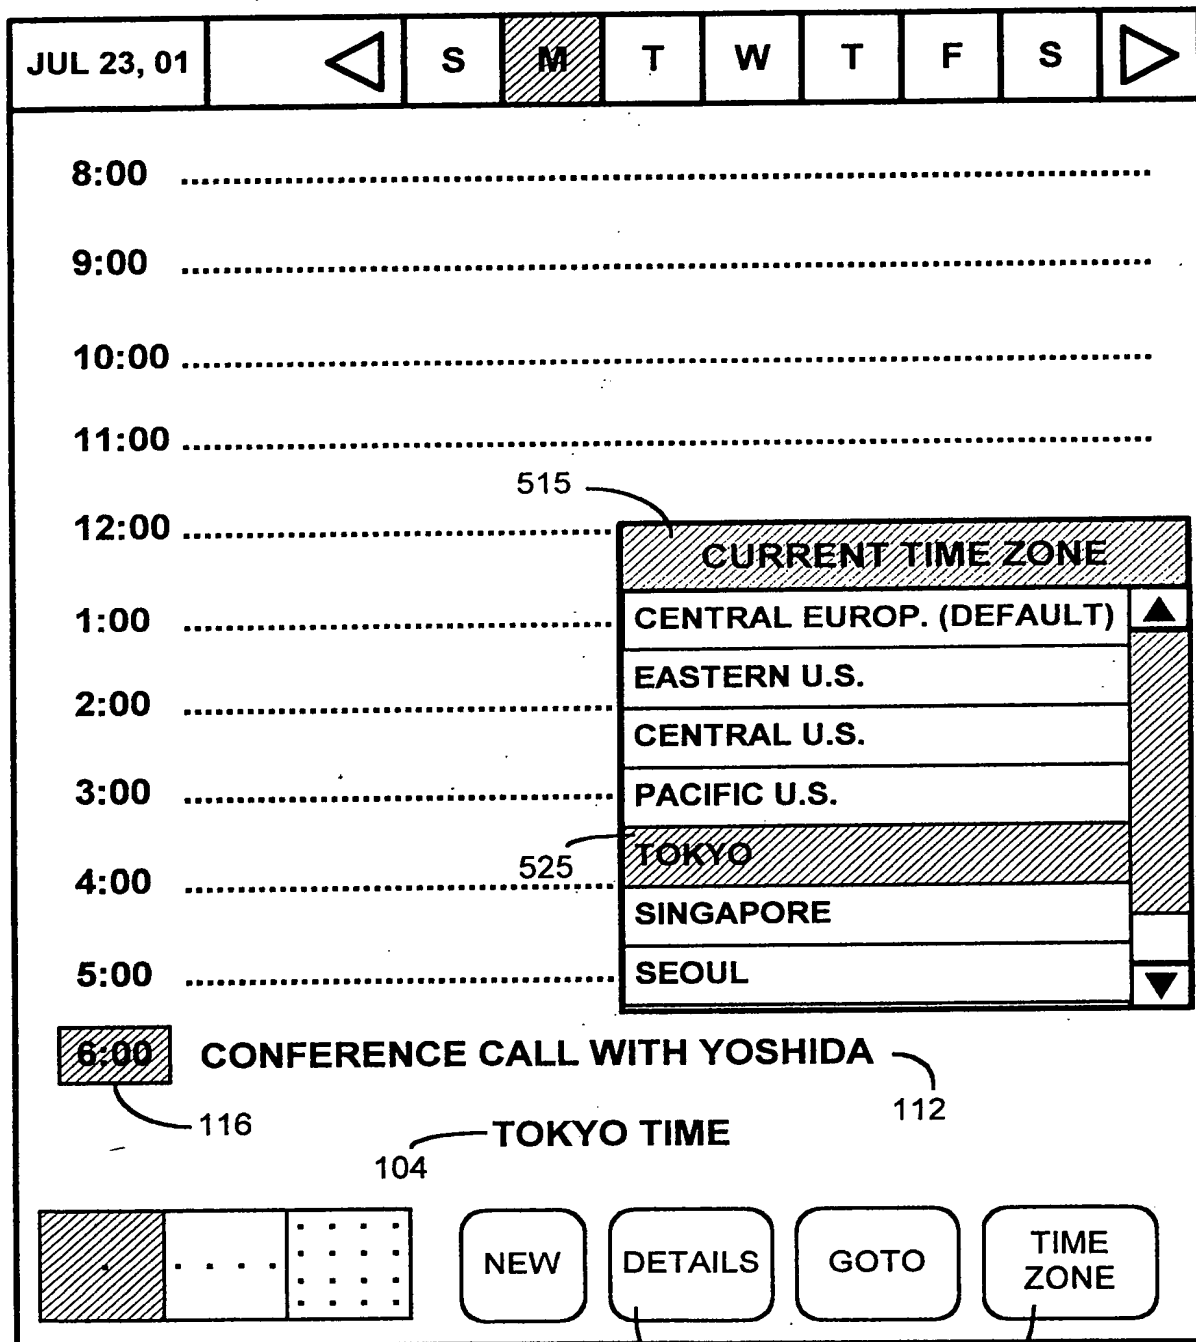 JUL 23, 01 S M T W T F S
8:00
9:00
10:00
11:00
515
12:00
CURRENT TIME ZONE
1:00
CENTRAL EUROP. (DEFAULT)
EASTERN U.S.
2:00
CENTRAL U.S.
3:00
PACIFIC U.S.
525
TOKYO
4:00
SINGAPORE
5:00
SEOUL
6:00 CONFERENCE CALL WITH YOSHIDA
116
112
TOKYO TIME
104
NEW
DETAILS
GOTO
TIME
ZONE